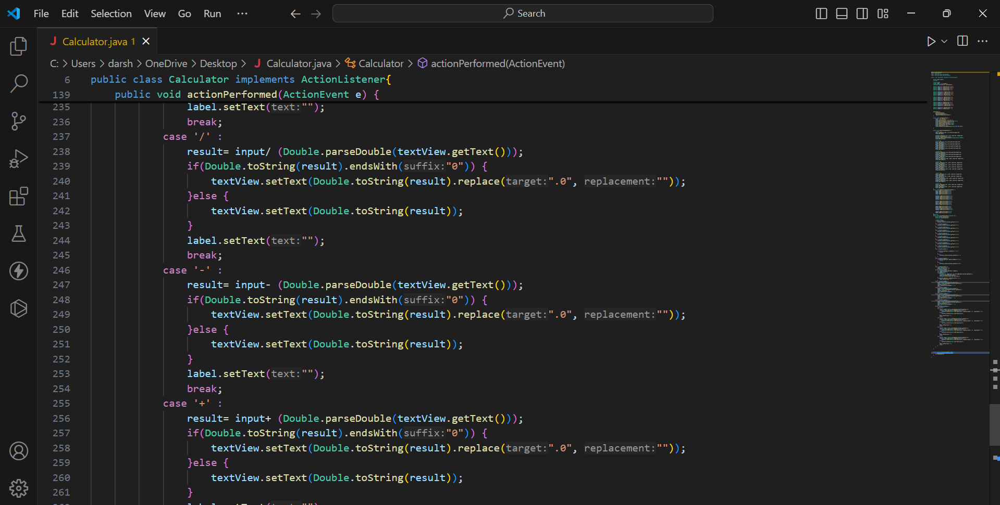 File Edit Selection View Go Run ··· Search
Calculator.java 1
C: > Users > darsh > OneDrive > Desktop > J Calculator.java > Calculator > actionPerformed(ActionEvent)
6 public class Calculator implements ActionListener{
139 public void actionPerformed(ActionEvent e) {
235 label.setText(text:"");
236 break;
237 case '/' :
238 result= input/ (Double.parseDouble(textView.getText()));
239 if(Double.toString(result).endsWith(suffix:"0")) {
240 textView.setText(Double.toString(result).replace(target:".0", replacement:""));
241 }else {
242 textView.setText(Double.toString(result));
243 }
244 label.setText(text:"");
245 break;
246 case '-' :
247 result= input- (Double.parseDouble(textView.getText()));
248 if(Double.toString(result).endsWith(suffix:"0")) {
249 textView.setText(Double.toString(result).replace(target:".0", replacement:""));
250 }else {
251 textView.setText(Double.toString(result));
252 }
253 label.setText(text:"");
254 break;
255 case '+' :
256 result= input+ (Double.parseDouble(textView.getText()));
257 if(Double.toString(result).endsWith(suffix:"0")) {
258 textView.setText(Double.toString(result).replace(target:".0", replacement:""));
259 }else {
260 textView.setText(Double.toString(result));
261 }